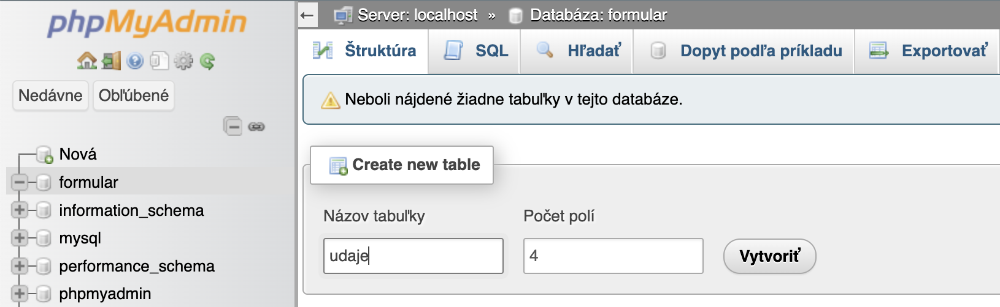 phpMyAdmin
Nedávne Obľúbené
Nová
formular
information_schema
mysql
performance_schema
phpmyadmin
Server: localhost » Databáza: formular
Štruktúra SQL Hľadať Dopyt podľa príkladu Exportovať
Neboli nájdené žiadne tabuľky v tejto databáze.
Create new table
Názov tabuľky Počet polí
udaje 4 Vytvoriť